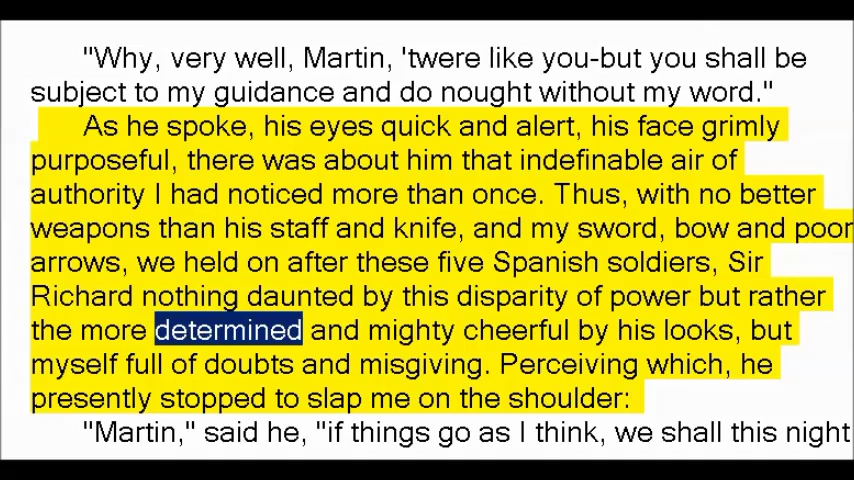 "Why, very well, Martin, 'twere like you-but you shall be
subject to my guidance and do nought without my word."
As he spoke, his eyes quick and alert, his face grimly
purposeful, there was about him that indefinable air of
authority I had noticed more than once. Thus, with no better
weapons than his staff and knife, and my sword, bow and poor
arrows, we held on after these five Spanish soldiers, Sir
Richard nothing daunted by this disparity of power but rather
the more determined and mighty cheerful by his looks, but
myself full of doubts and misgiving. Perceiving which, he
presently stopped to slap me on the shoulder:
"Martin," said he, "if things go as I think, we shall this night